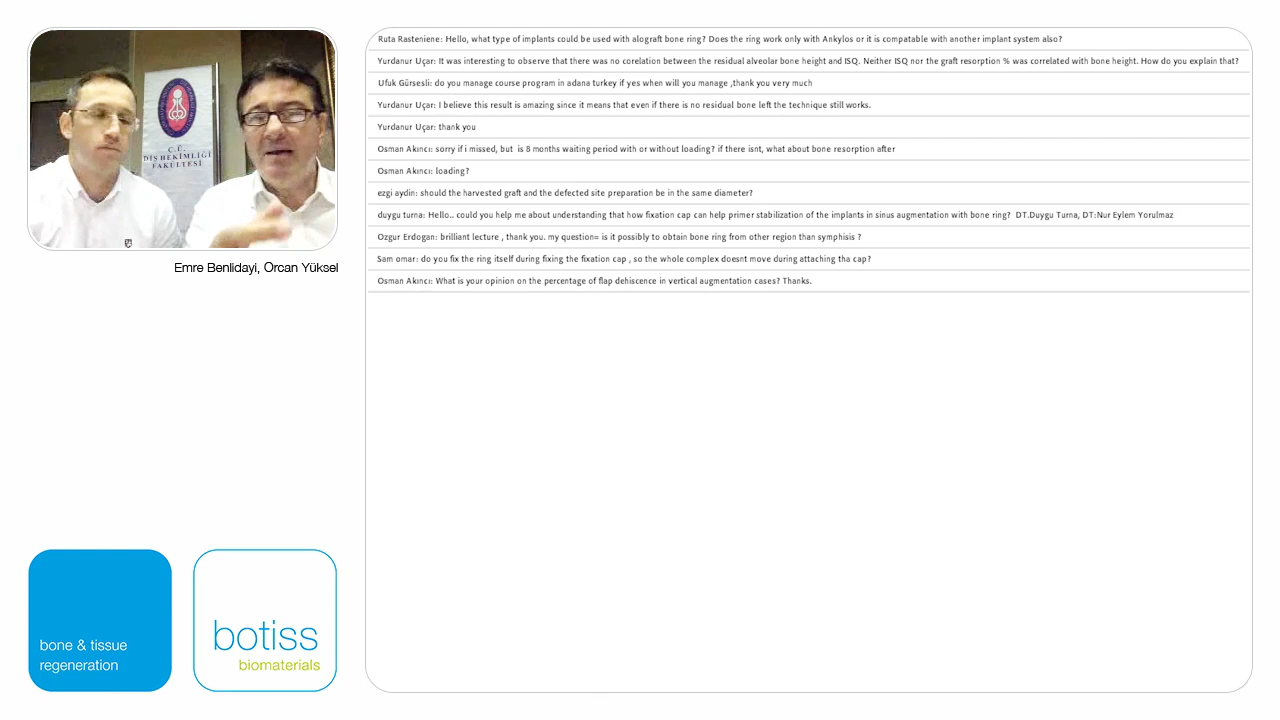 C.Ü.
DİŞ HEKİMLİĞİ
FAKÜLTESİ
Emre Benlidayi, Orcan Yüksel
bone & tissue
regeneration
botiss
biomaterials
Ruta Rasteniene: Hello, what type of implants could be used with alograft bone ring? Does the ring work only with Ankylos or it is compatable with another implant system also?
Yurdanur Uçar: It was interesting to observe that there was no corelation between the residual alveolar bone height and ISQ. Neither ISQ nor the graft resorption % was correlated with bone height. How do you explain that?
Ufuk Gürsesli: do you manage course program in adana turkey if yes when will you manage ,thank you very much
Yurdanur Uçar: I believe this result is amazing since it means that even if there is no residual bone left the technique still works.
Yurdanur Uçar: thank you
Osman Akıncı: sorry if i missed, but  is 8 months waiting period with or without loading? if there isnt, what about bone resorption after
Osman Akıncı: loading?
ezgi aydin: should the harvested graft and the defected site preparation be in the same diameter?
duygu turna: Hello.. could you help me about understanding that how fixation cap can help primer stabilization of the implants in sinus augmentation with bone ring?  DT.Duygu Turna, DT:Nur Eylem Yorulmaz
Ozgur Erdogan: brilliant lecture , thank you. my question= is it possibly to obtain bone ring from other region than symphisis ?
Sam omar: do you fix the ring itself during fixing the fixation cap , so the whole complex doesnt move during attaching tha cap?
Osman Akıncı: What is your opinion on the percentage of flap dehiscence in vertical augmentation cases? Thanks.